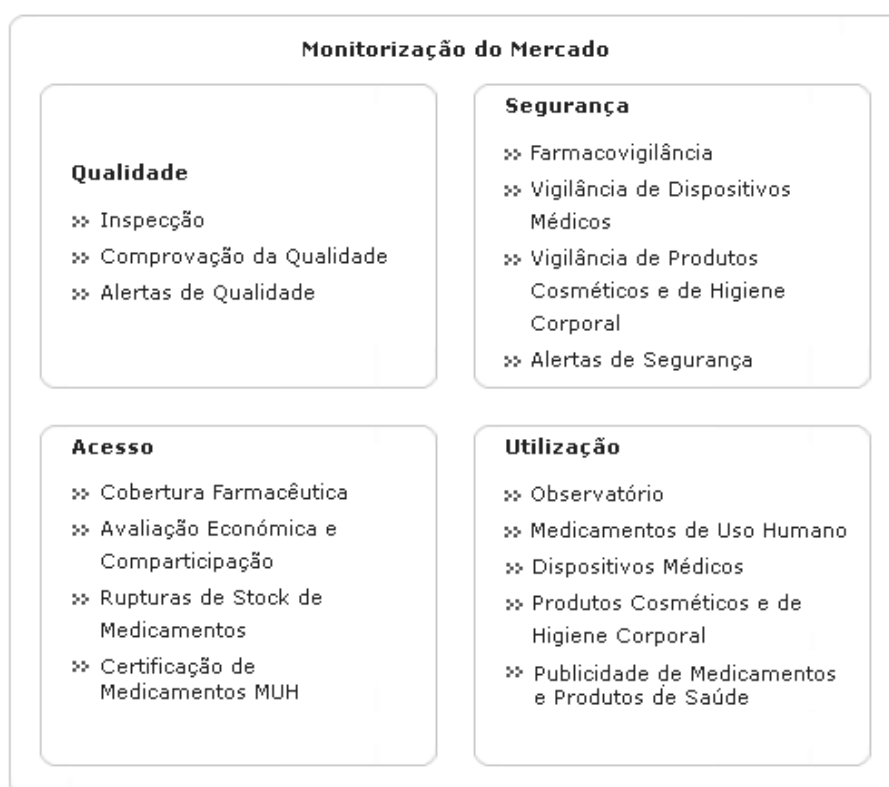 Monitorização do Mercado
Qualidade
›› Inspecção
›› Comprovação da Qualidade
›› Alertas de Qualidade
Segurança
›› Farmacovigilância
›› Vigilância de Dispositivos
Médicos
›› Vigilância de Produtos
Cosméticos e de Higiene
Corporal
›› Alertas de Segurança
Acesso
›› Cobertura Farmacêutica
›› Avaliação Económica e
Comparticipação
›› Rupturas de Stock de
Medicamentos
›› Certificação de
Medicamentos MUH
Utilização
›› Observatório
›› Medicamentos de Uso Humano
›› Dispositivos Médicos
›› Produtos Cosméticos e de
Higiene Corporal
›› Publicidade de Medicamentos
e Produtos de Saúde